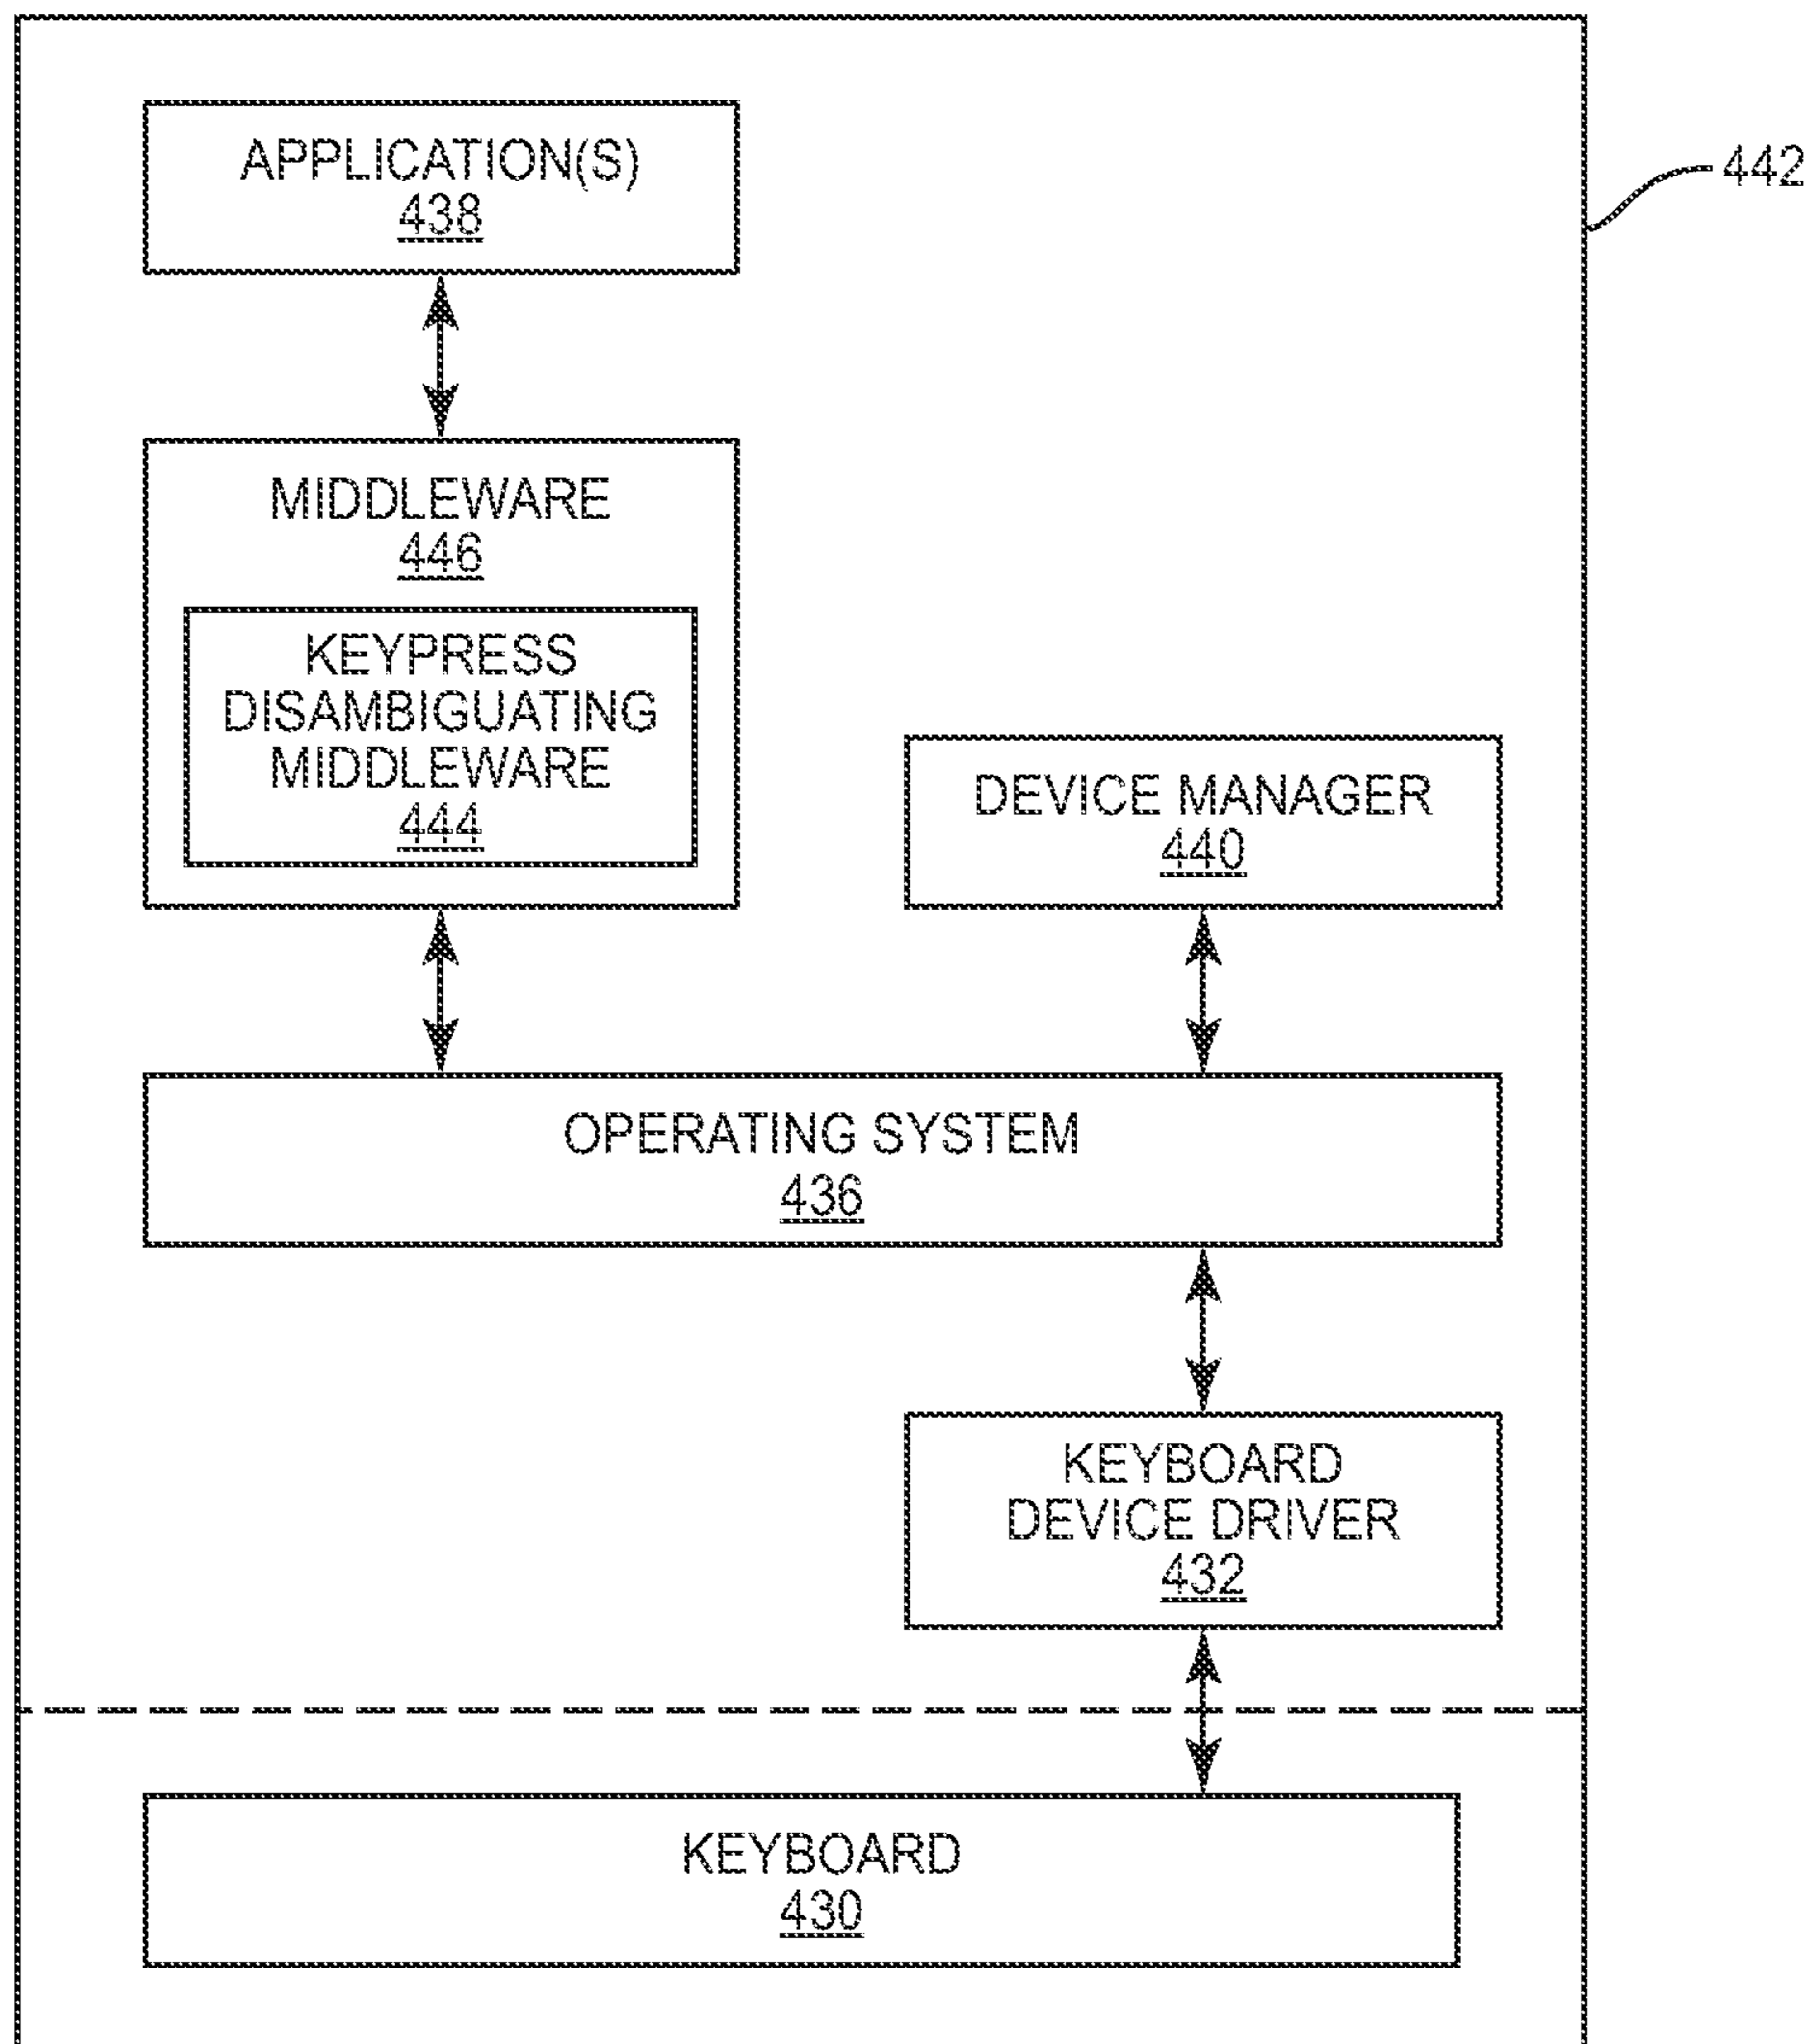 APPLICATION(S)
438
442
MIDDLEWARE
446
KEYPRESS
DISAMBIGUATING
MIDDLEWARE
444
DEVICE MANAGER
440
OPERATING SYSTEM
436
KEYBOARD
DEVICE DRIVER
432
KEYBOARD
430